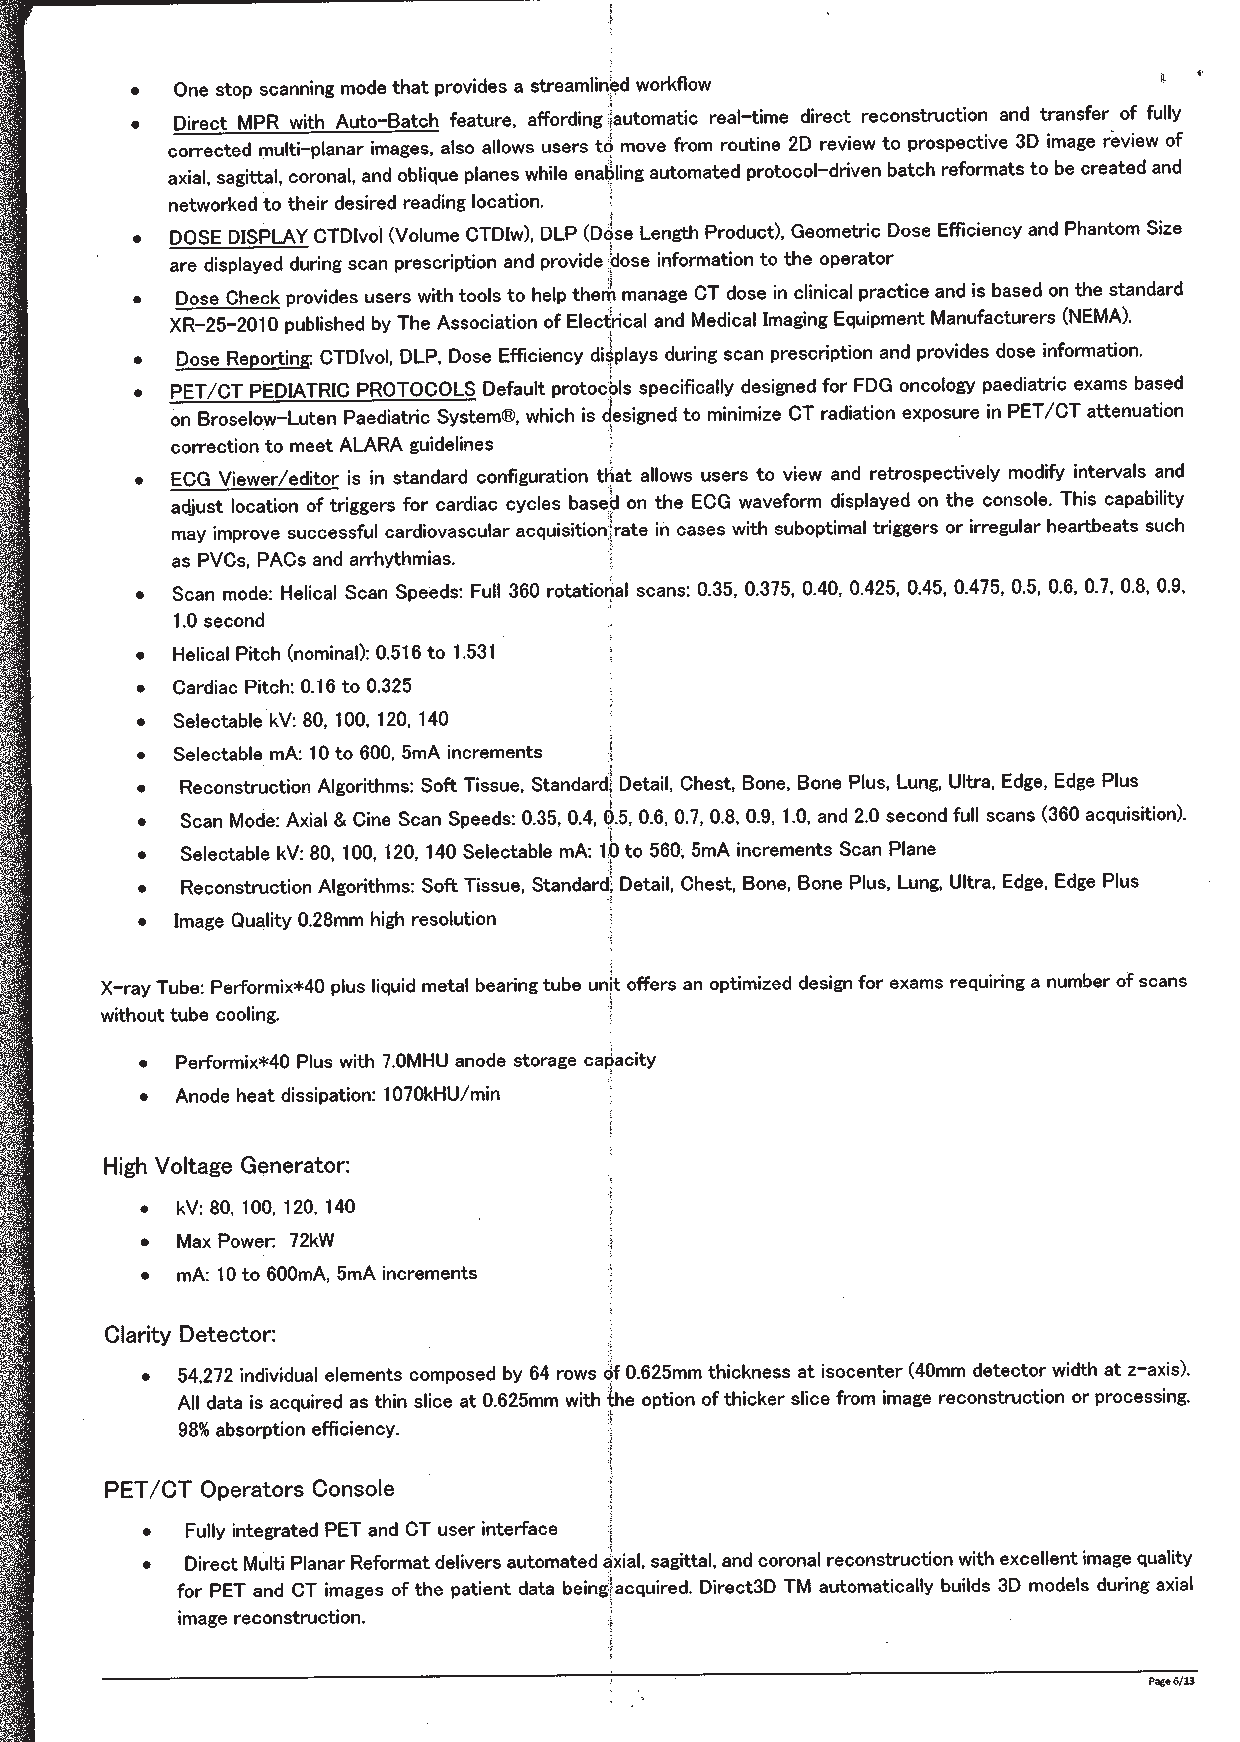 • One stop scanning mode that provides a streamlined workflow
• Direct MPR with Auto-Batch feature, affording automatic real-time direct reconstruction and transfer of fully
corrected multi-planar images, also allows users to move from routine 2D review to prospective 3D image review of
axial, sagittal, coronal, and oblique planes while enabling automated protocol-driven batch reformats to be created and
networked to their desired reading location.
• DOSE DISPLAY CTDIvol (Volume CTDIw), DLP (Dose Length Product), Geometric Dose Efficiency and Phantom Size
are displayed during scan prescription and provide dose information to the operator
• Dose Check provides users with tools to help them manage CT dose in clinical practice and is based on the standard
XR-25-2010 published by The Association of Electrical and Medical Imaging Equipment Manufacturers (NEMA).
• Dose Reporting: CTDIvol, DLP, Dose Efficiency displays during scan prescription and provides dose information.
• PET/CT PEDIATRIC PROTOCOLS Default protocols specifically designed for FDG oncology paediatric exams based
on Broselow-Luten Paediatric System®, which is designed to minimize CT radiation exposure in PET/CT attenuation
correction to meet ALARA guidelines
• ECG Viewer/editor is in standard configuration that allows users to view and retrospectively modify intervals and
adjust location of triggers for cardiac cycles based on the ECG waveform displayed on the console. This capability
may improve successful cardiovascular acquisition rate in cases with suboptimal triggers or irregular heartbeats such
as PVCs, PACs and arrhythmias.
• Scan mode: Helical Scan Speeds: Full 360 rotational scans: 0.35, 0.375, 0.40, 0.425, 0.45, 0.475, 0.5, 0.6, 0.7, 0.8, 0.9,
1.0 second
• Helical Pitch (nominal): 0.516 to 1.531
• Cardiac Pitch: 0.16 to 0.325
• Selectable kV: 80, 100, 120, 140
• Selectable mA: 10 to 600, 5mA increments
• Reconstruction Algorithms: Soft Tissue, Standard, Detail, Chest, Bone, Bone Plus, Lung, Ultra, Edge, Edge Plus
• Scan Mode: Axial & Cine Scan Speeds: 0.35, 0.4, 0.5, 0.6, 0.7, 0.8, 0.9, 1.0, and 2.0 second full scans (360 acquisition).
• Selectable kV: 80, 100, 120, 140 Selectable mA: 10 to 560, 5mA increments Scan Plane
• Reconstruction Algorithms: Soft Tissue, Standard, Detail, Chest, Bone, Bone Plus, Lung, Ultra, Edge, Edge Plus
• Image Quality 0.28mm high resolution
X-ray Tube: Performix*40 plus liquid metal bearing tube unit offers an optimized design for exams requiring a number of scans
without tube cooling.
• Performix*40 Plus with 7.0MHU anode storage capacity
• Anode heat dissipation: 1070kHU/min
High Voltage Generator:
• kV: 80, 100, 120, 140
• Max Power: 72kW
• mA: 10 to 600mA, 5mA increments
Clarity Detector:
• 54,272 individual elements composed by 64 rows of 0.625mm thickness at isocenter (40mm detector width at z-axis).
All data is acquired as thin slice at 0.625mm with the option of thicker slice from image reconstruction or processing.
98% absorption efficiency.
PET/CT Operators Console
• Fully integrated PET and CT user interface
• Direct Multi Planar Reformat delivers automated axial, sagittal, and coronal reconstruction with excellent image quality
for PET and CT images of the patient data being acquired. Direct3D TM automatically builds 3D models during axial
image reconstruction.
Page 6/13